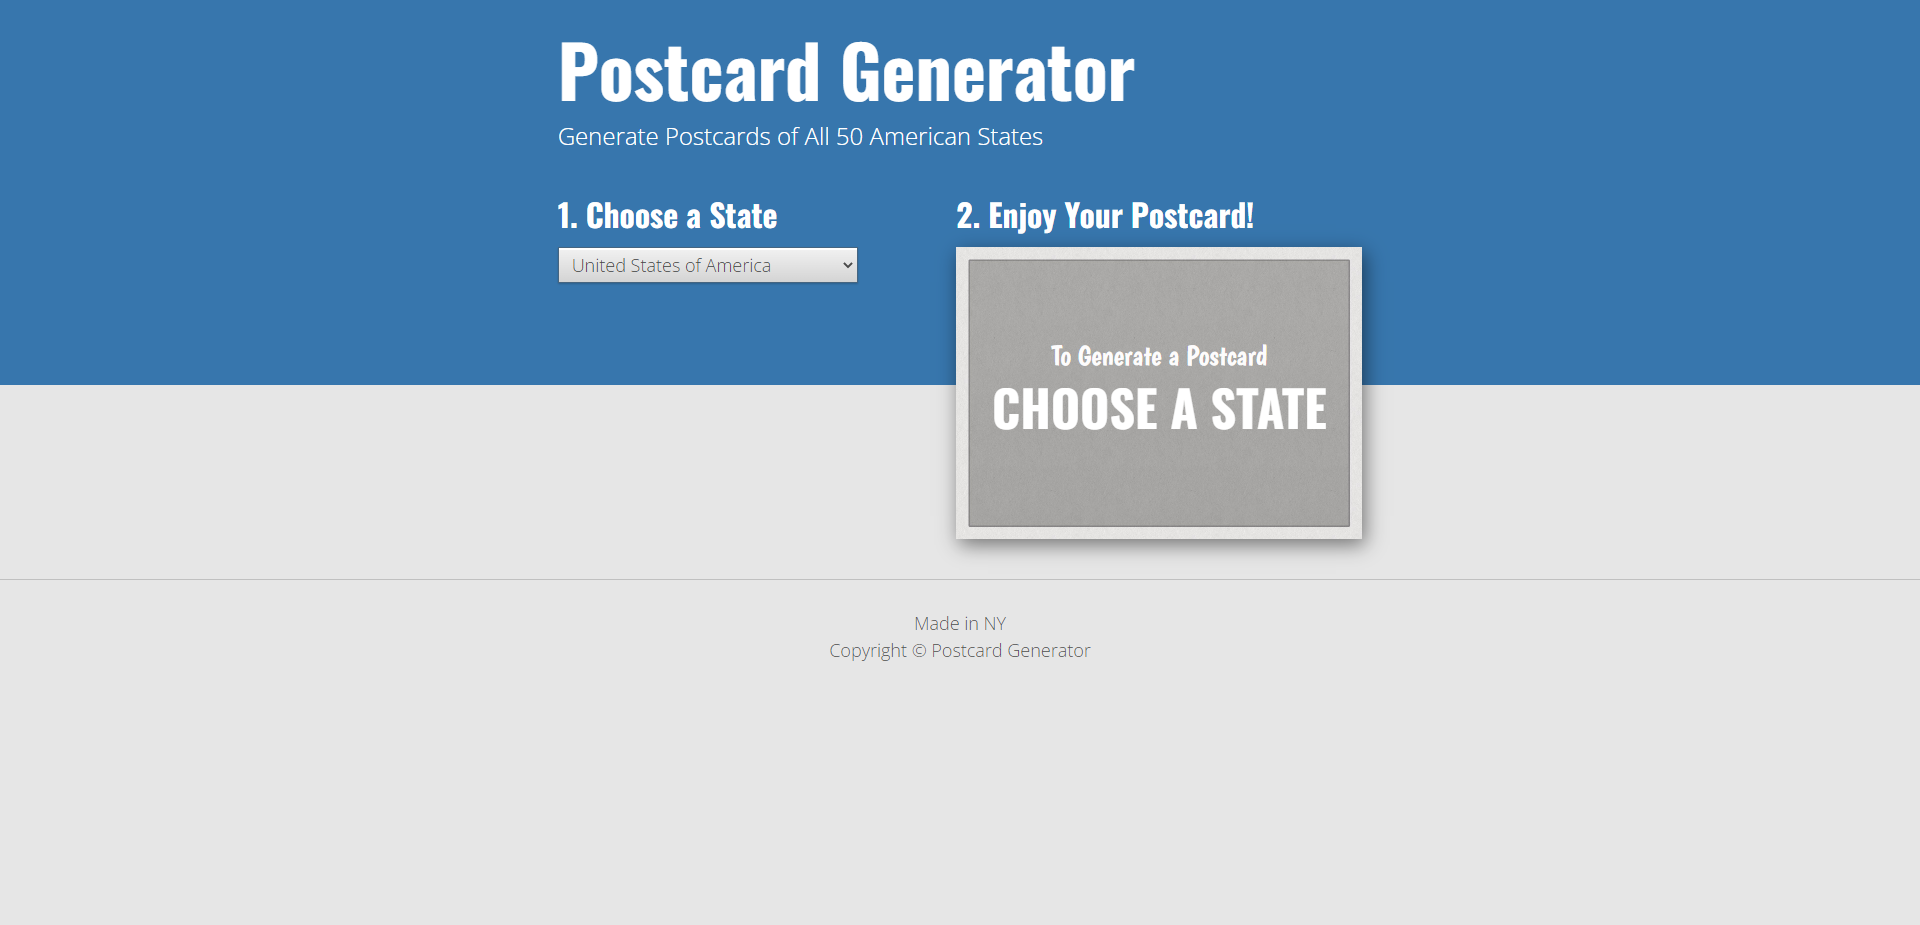 Postcard Generator
Generate Postcards of All 50 American States
1. Choose a State
United States of America
2. Enjoy Your Postcard!
To Generate a Postcard
CHOOSE A STATE
Made in NY
Copyright © Postcard Generator